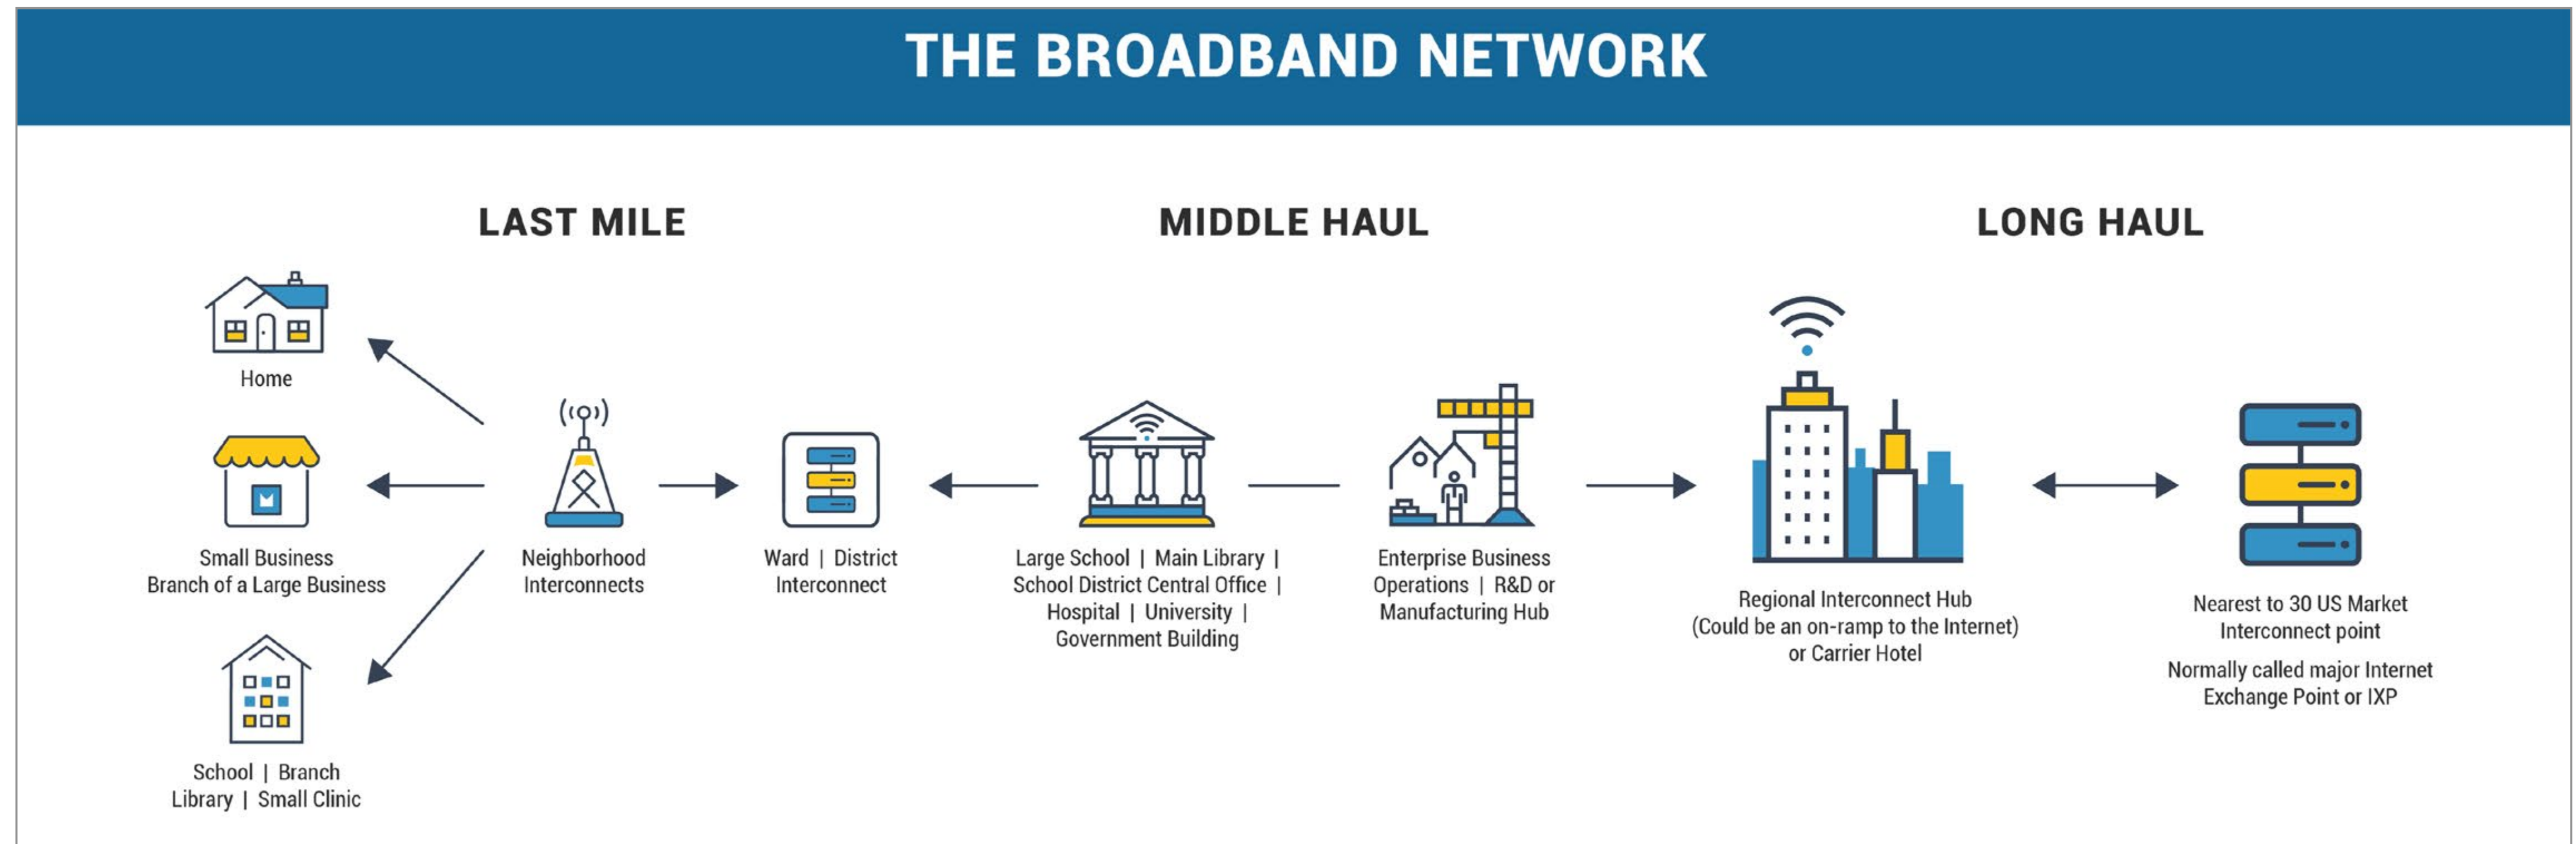 THE BROADBAND NETWORK
LAST MILE
MIDDLE HAUL
LONG HAUL
Home
Small Business
Branch of a Large Business
School | Branch
Library | Small Clinic
Neighborhood
Interconnects
Ward | District
Interconnect
Large School | Main Library |
School District Central Office |
Hospital | University |
Government Building
Enterprise Business
Operations | R&D or
Manufacturing Hub
Regional Interconnect Hub
(Could be an on-ramp to the Internet)
or Carrier Hotel
Nearest to 30 US Market
Interconnect point
Normally called major Internet
Exchange Point or IXP